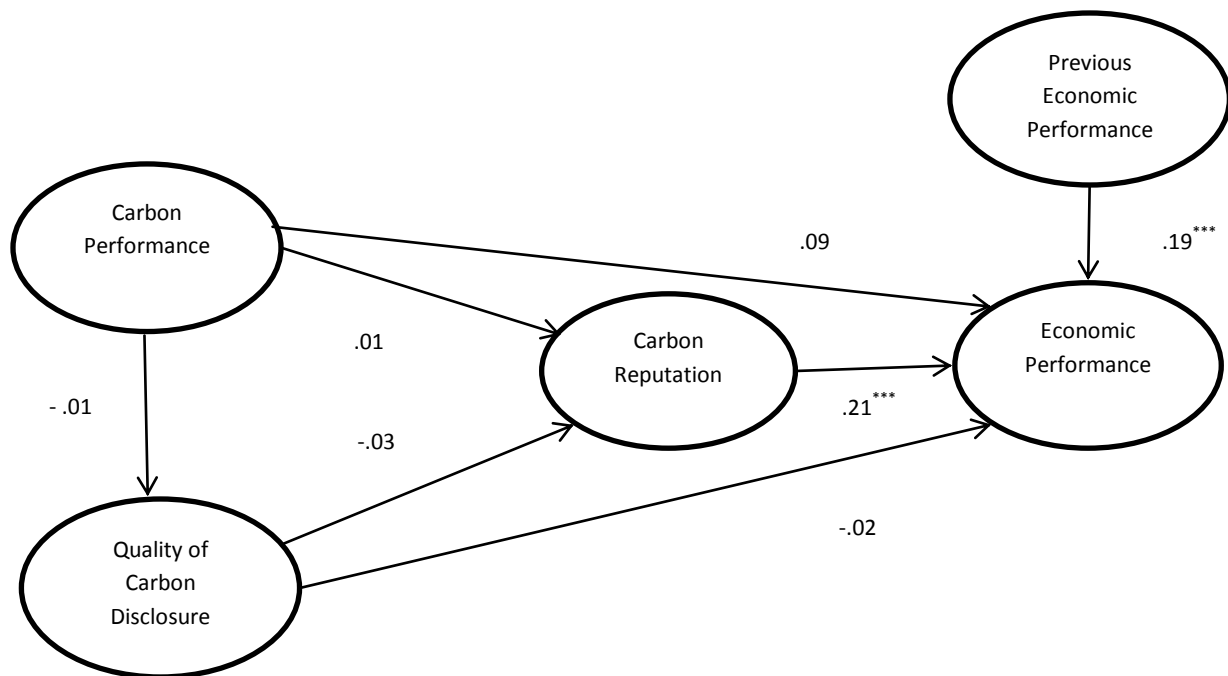 Previous
Economic
Performance
Carbon
Performance
.09
.19***
Carbon
Reputation
Economic
Performance
.01
- .01
.21***
-.03
-.02
Quality of
Carbon
Disclosure